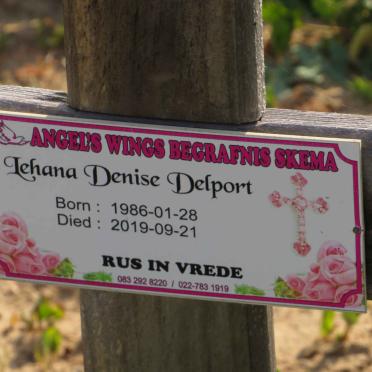 ANGEL'S WINGS BEGRAFNIS SKEMA
Lehana Denise Delport
Born : 1986-01-28
Died : 2019-09-21
RUS IN VREDE
083 292 8220 / 022-783 1919